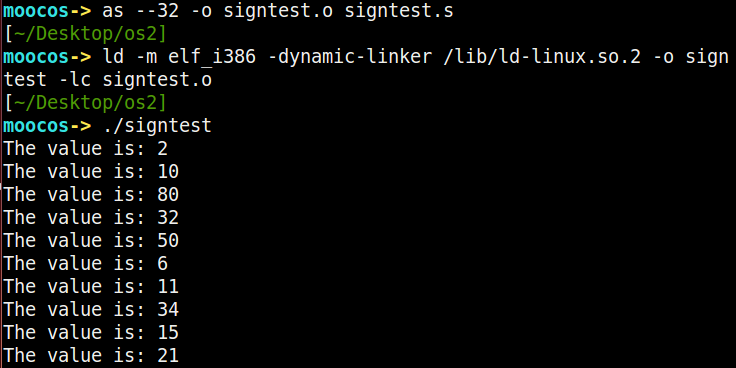 moocos-> as --32 -o signtest.o signtest.s
[~/Desktop/os2]
moocos-> ld -m elf_i386 -dynamic-linker /lib/ld-linux.so.2 -o sign
test -lc signtest.o
[~/Desktop/os2]
moocos-> ./signtest
The value is: 2
The value is: 10
The value is: 80
The value is: 32
The value is: 50
The value is: 6
The value is: 11
The value is: 34
The value is: 15
The value is: 21